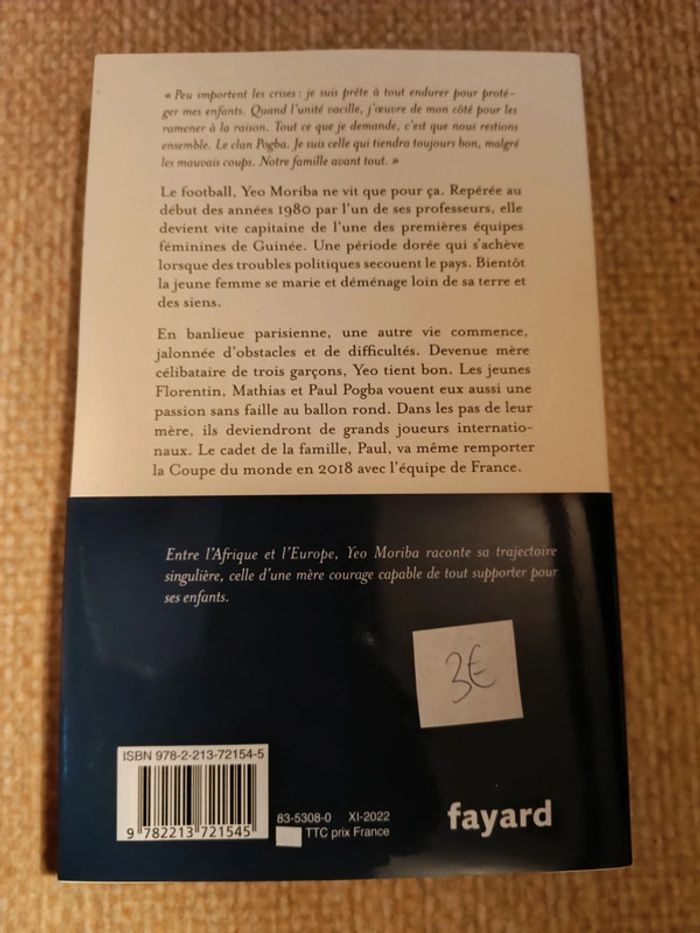 « Peu importent les crises : je suis prête à tout endurer pour proté-
ger mes enfants. Quand l'unité vacille, j'œuvre de mon côté pour les
ramener à la raison. Tout ce que je demande, c'est que nous restions
ensemble. Le clan Pogba. Je suis celle qui tiendra toujours bon, malgré
les mauvais coups. Notre famille avant tout. »
Le football, Yeo Moriba ne vit que pour ça. Repérée au
début des années 1980 par l'un de ses professeurs, elle
devient vite capitaine de l'une des premières équipes
féminines de Guinée. Une période dorée qui s'achève
lorsque des troubles politiques secouent le pays. Bientôt
la jeune femme se marie et déménage loin de sa terre et
des siens.
En banlieue parisienne, une autre vie commence,
jalonnée d'obstacles et de difficultés. Devenue mère
célibataire de trois garçons, Yeo tient bon. Les jeunes
Florentin, Mathias et Paul Pogba vouent eux aussi une
passion sans faille au ballon rond. Dans les pas de leur
mère, ils deviendront de grands joueurs internatio-
naux. Le cadet de la famille, Paul, va même remporter
la Coupe du monde en 2018 avec l'équipe de France.
Entre l'Afrique et l'Europe, Yeo Moriba raconte sa trajectoire
singulière, celle d'une mère courage capable de tout supporter pour
ses enfants.
3€
ISBN 978-2-213-72154-5
9 782213 721545
83-5308-0 XI-2022
TTC prix France
fayard